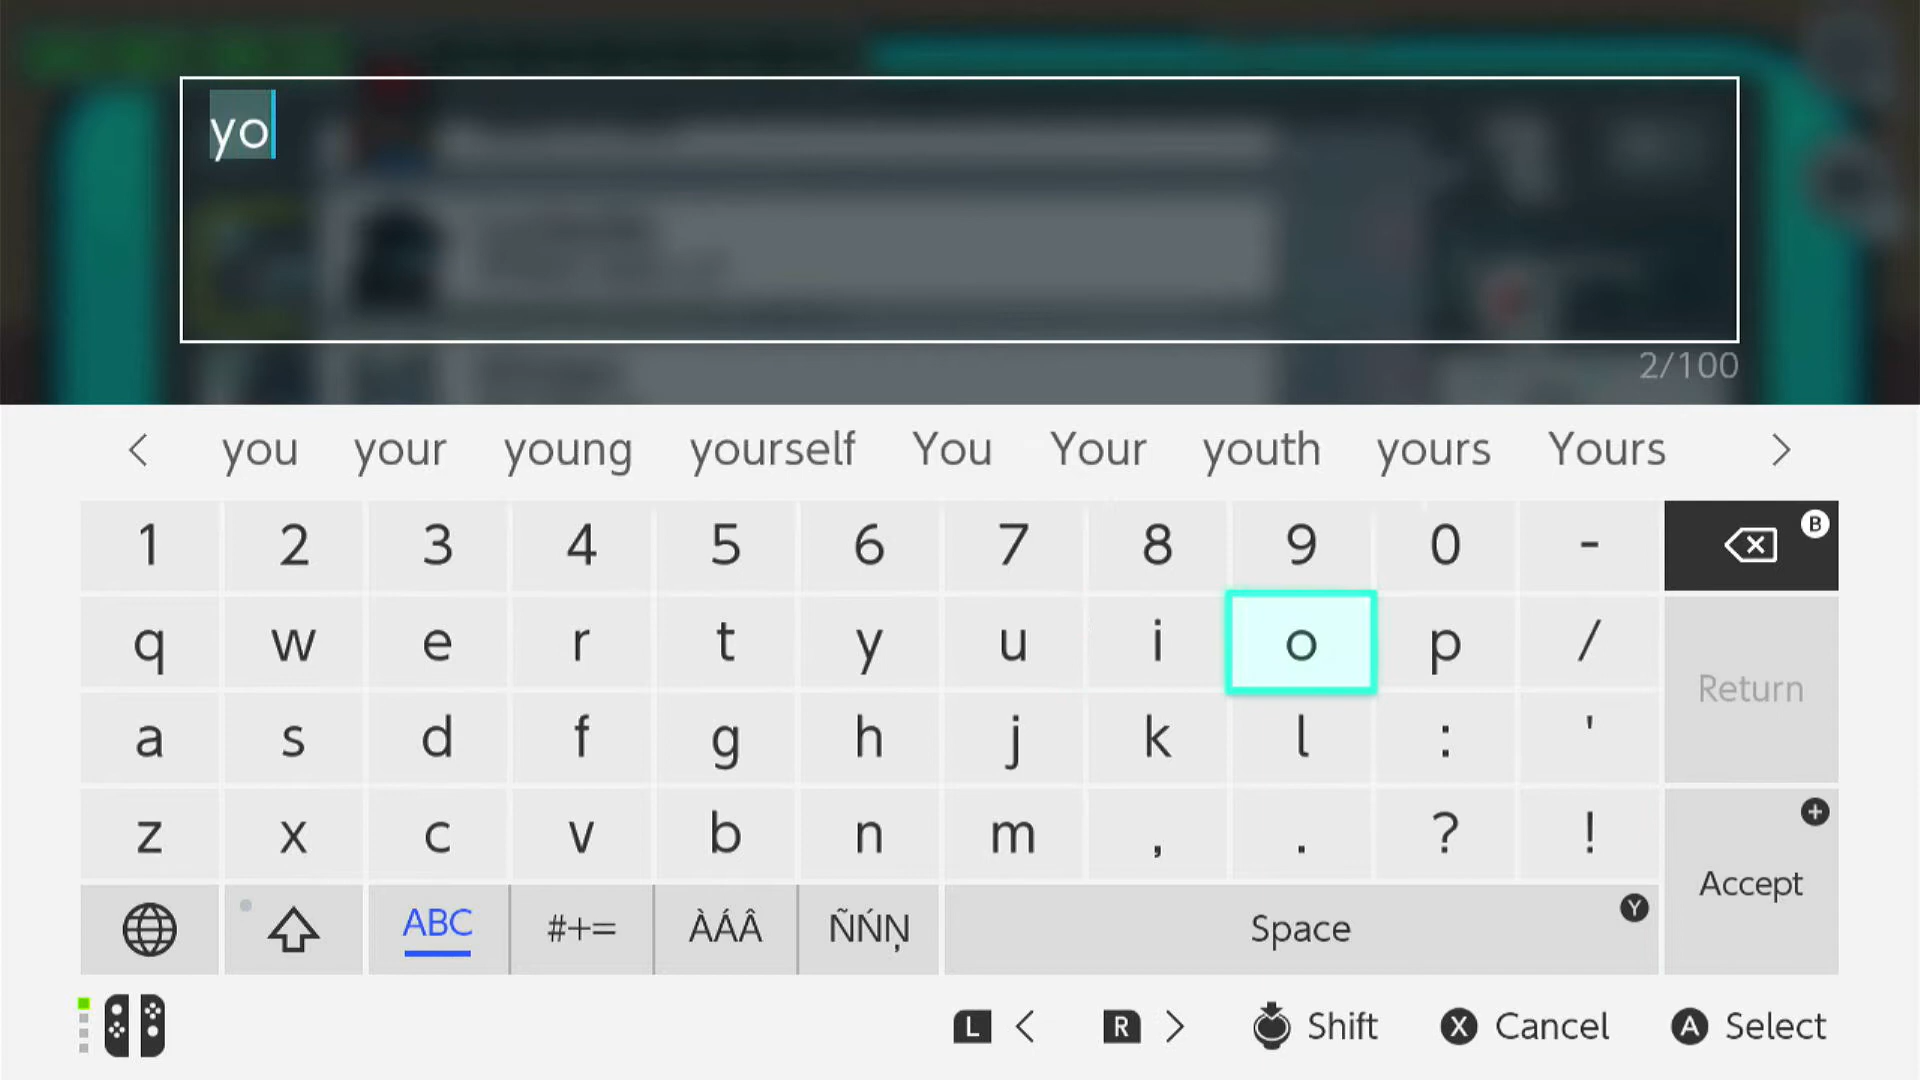 yo
2/100
< you your young yourself You Your youth yours Yours >
1 2 3 4 5 6 7 8 9 0 - B
q w e r t y u i o p /
Return
a s d f g h j k l : '
z x c v b n m , . ? ! +
Accept
ABC #+= ÀÁÂ ÑŃŅ Space Y
L < R > Shift X Cancel A Select